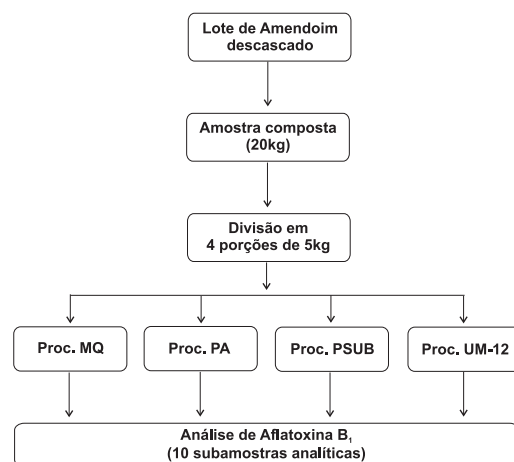 Lote de Amendoim
descascado
Amostra composta
(20kg)
Divisão em
4 porções de 5kg
Proc. MQ
Proc. PA
Proc. PSUB
Proc. UM-12
Análise de Aflatoxina B₁
(10 subamostras analíticas)